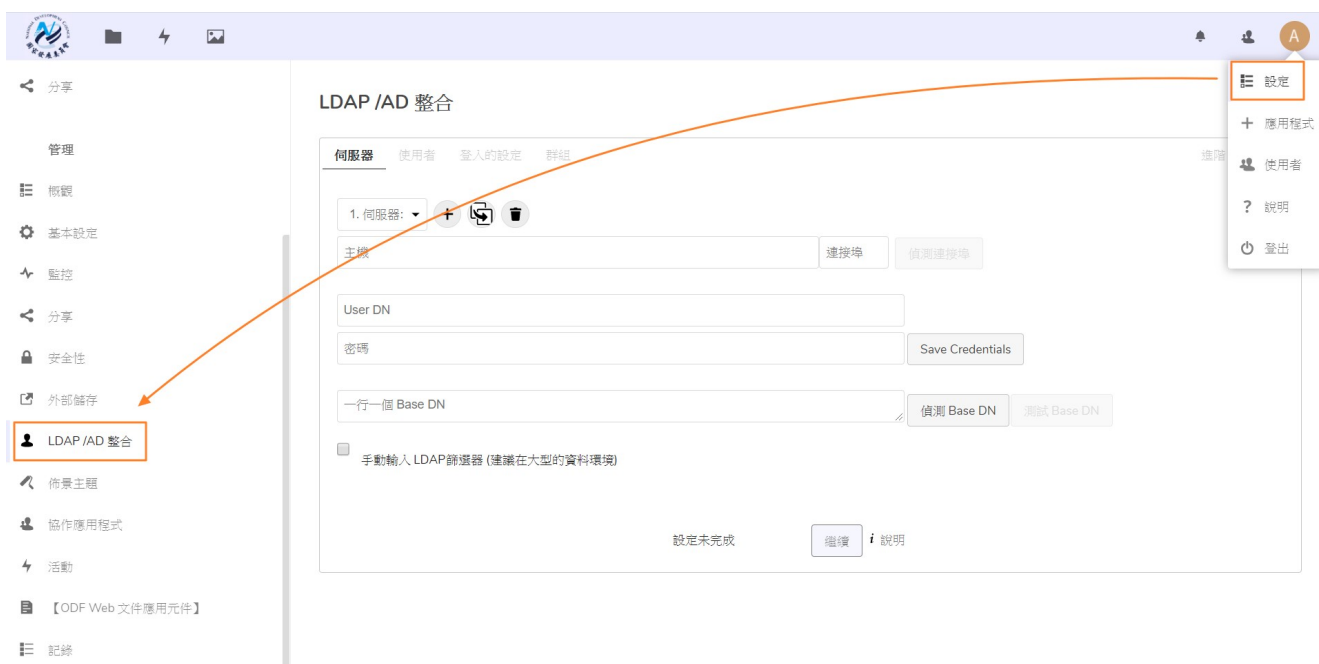 A
分享
管理
概觀
基本設定
監控
分享
安全性
外部儲存
LDAP /AD 整合
佈景主題
協作應用程式
活動
【ODF Web 文件應用元件】
記錄
LDAP /AD 整合
伺服器 使用者 登入的設定 群組 進階
1. 伺服器:
主機 連接埠 偵測連接埠
User DN
密碼 Save Credentials
一行一個 Base DN 偵測 Base DN 測試 Base DN
手動輸入 LDAP篩選器 (建議在大型的資料環境)
設定未完成 繼續 i 說明
設定
應用程式
使用者
? 說明
登出